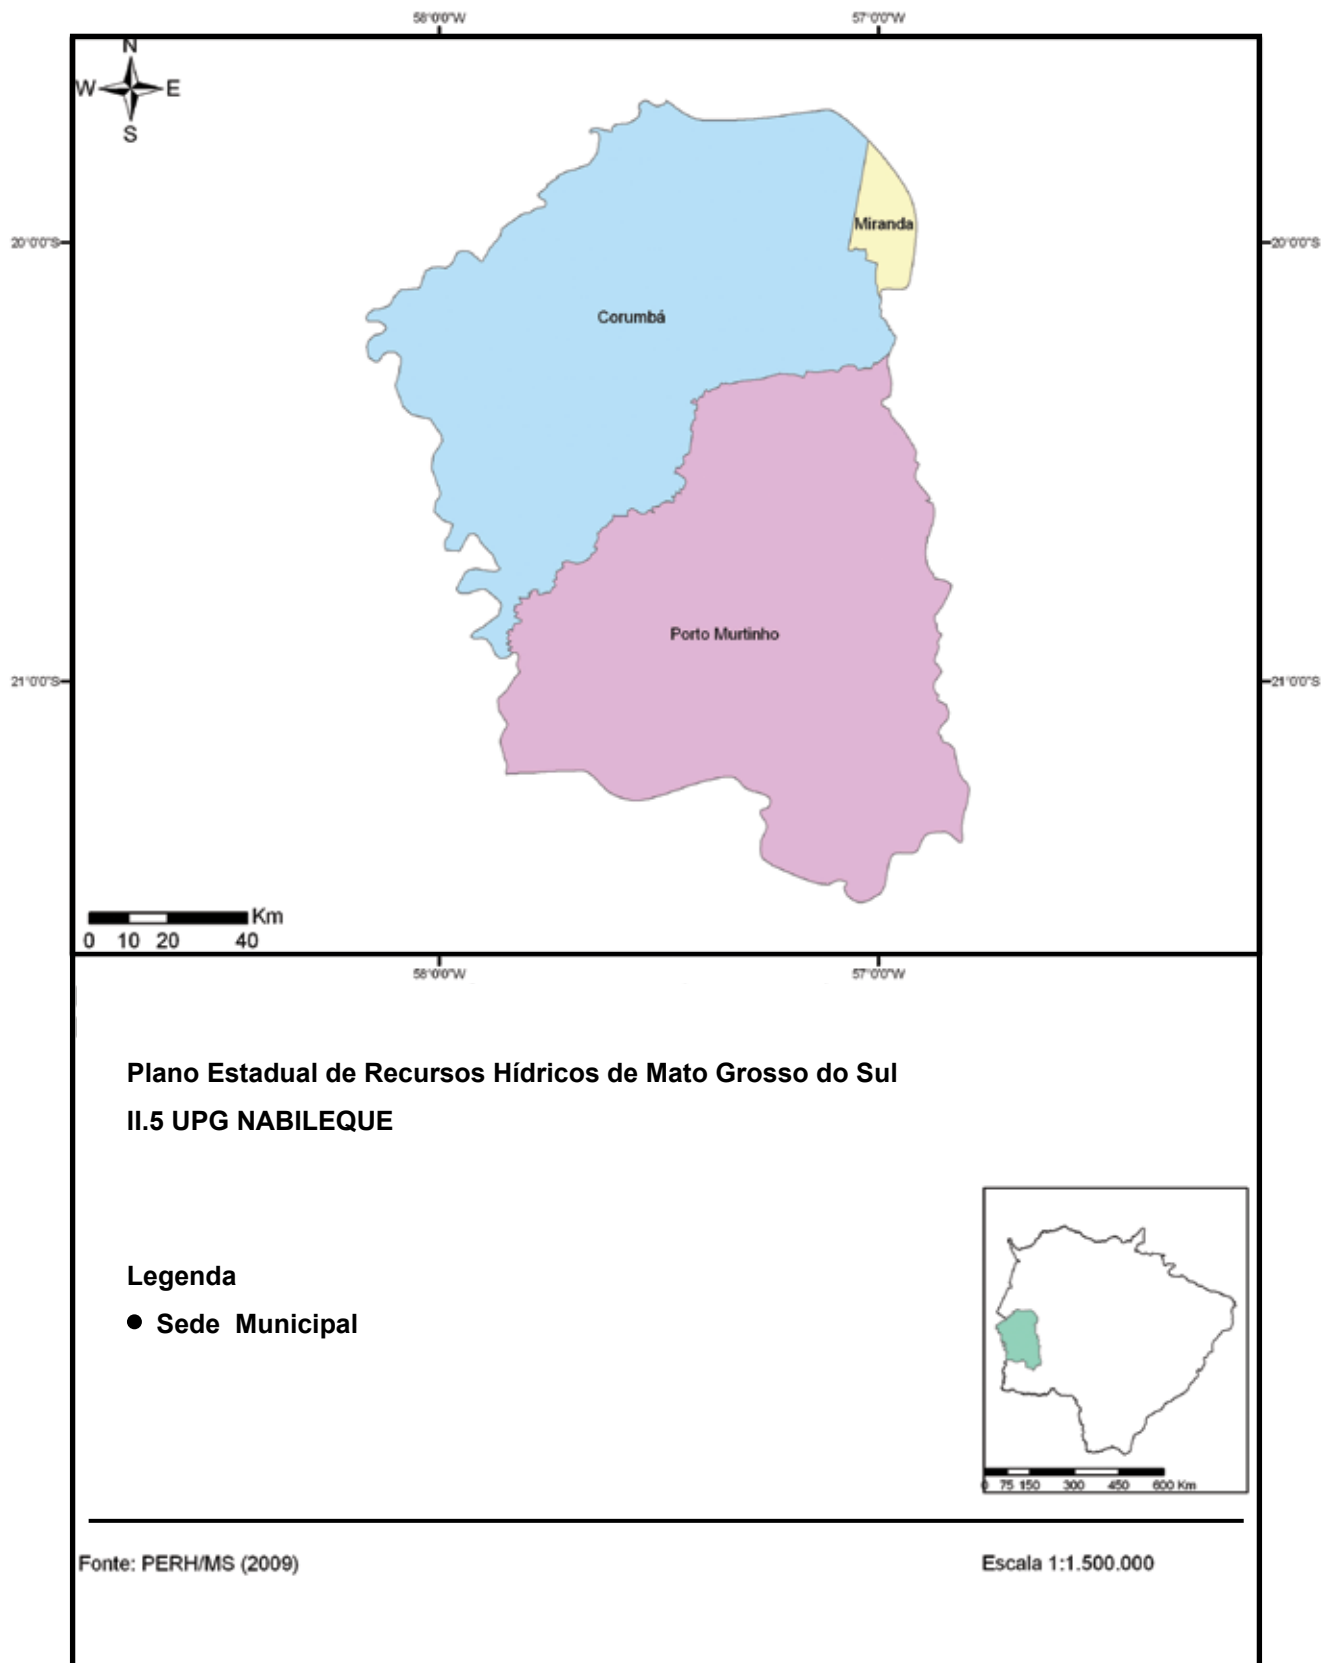 58°0'0"W 57°0'0"W
N
W E
S
Miranda
20°0'0"S 20°0'0"S
Corumbá
Porto Murtinho
21°0'0"S 21°0'0"S
Km
0 10 20 40
58°0'0"W 57°0'0"W
Plano Estadual de Recursos Hídricos de Mato Grosso do Sul
II.5 UPG NABILEQUE
Legenda
● Sede Municipal
0 75 150 300 450 600 Km
Fonte: PERH/MS (2009) Escala 1:1.500.000